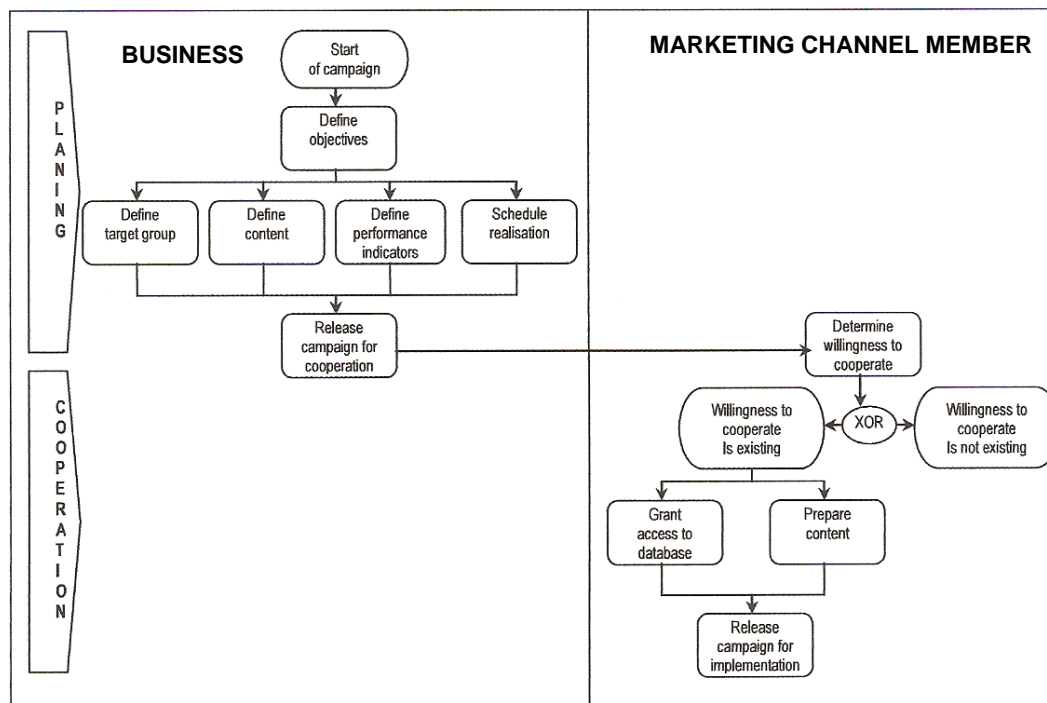 BUSINESS
MARKETING CHANNEL MEMBER
PLANING
Start
of campaign
Define
objectives
Define
target group
Define
content
Define
performance
indicators
Schedule
realisation
Release
campaign for
cooperation
Determine
willingness to
cooperate
COOPERATION
Willingness to
cooperate
Is existing
XOR
Willingness to
cooperate
Is not existing
Grant
access to
database
Prepare
content
Release
campaign for
implementation